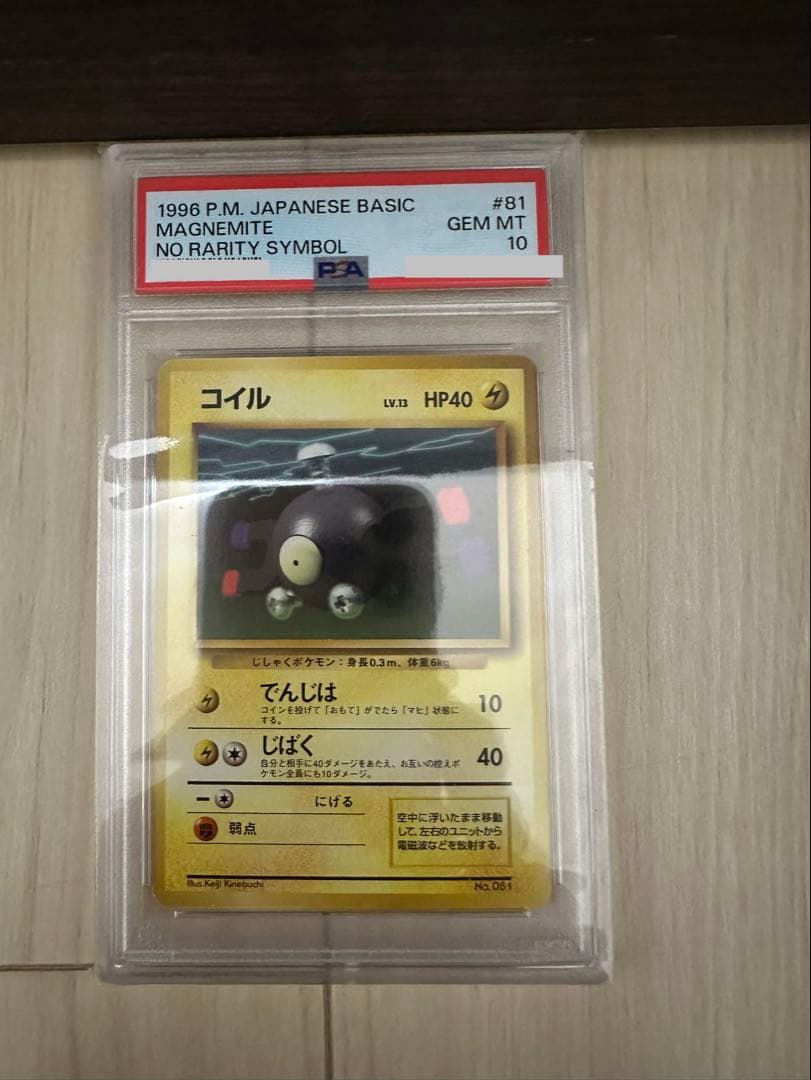 1996 P.M. JAPANESE BASIC #81
MAGNEMITE GEM MT
NO RARITY SYMBOL 10
PSA
コイル LV.13 HP40
じしゃくポケモン：身長0.3m、体重6kg
でんじは 10
コインを投げて「おもて」がでたら「マヒ」状態に
する。
じばく 40
自分と相手に40ダメージをあたえ、お互いの控えポ
ケモン全員にも10ダメージ。
にげる
弱点
空中に浮いたまま移動
して、左右のユニットから
電磁波などを放射する。
Illus.Keiji Kinebuchi No.081